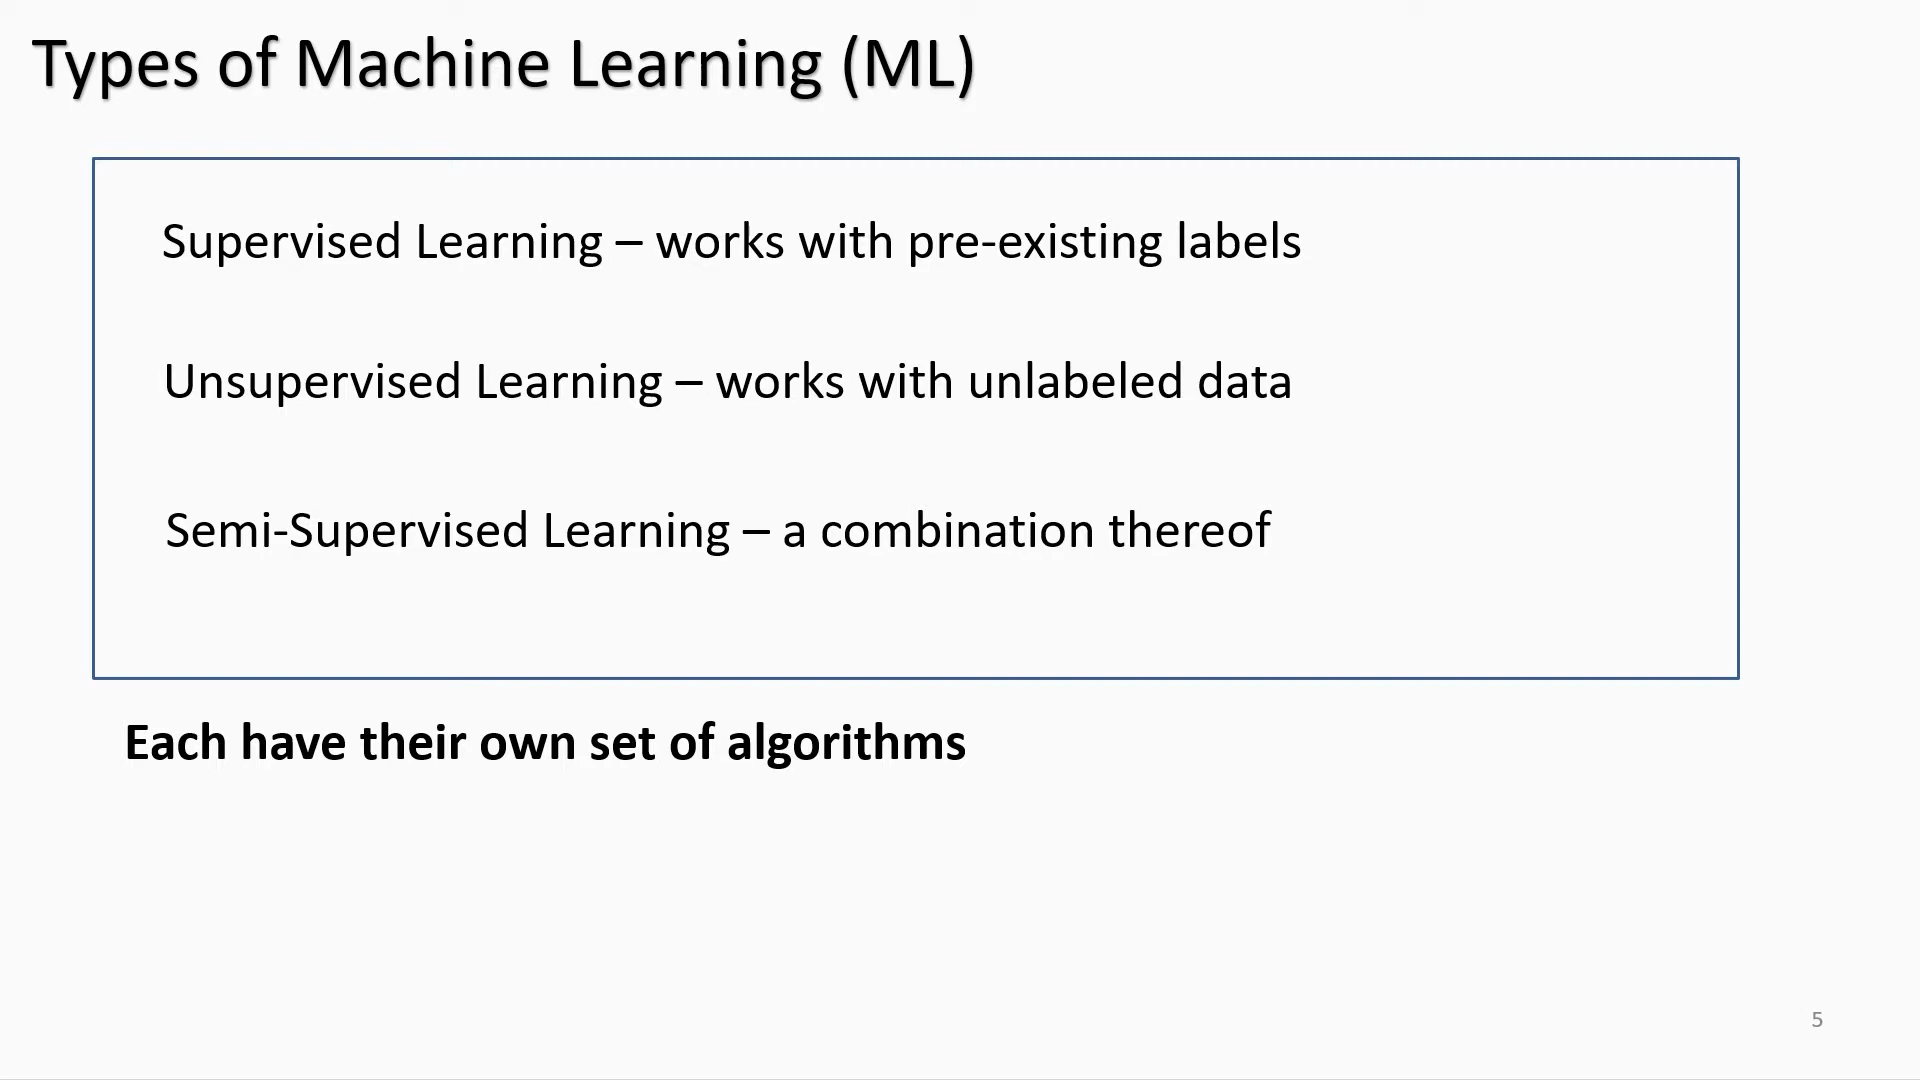 Types of Machine Learning (ML)
Supervised Learning – works with pre-existing labels
Unsupervised Learning – works with unlabeled data
Semi-Supervised Learning – a combination thereof
Each have their own set of algorithms
5